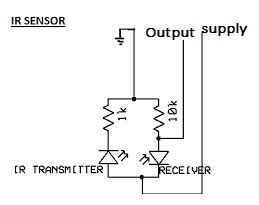 IR SENSOR
Output supply
1k
10k
IR TRANSMITTER
RECEIVER